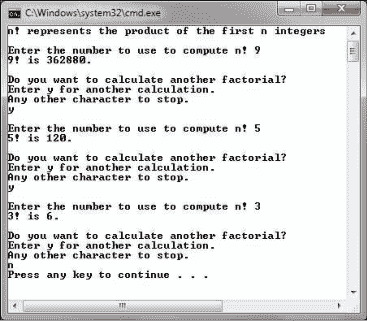 C:\Windows\system32\cmd.exe
n! represents the product of the first n integers
Enter the number to use to compute n! 9
9! is 362880.
Do you want to calculate another factorial?
Enter y for another calculation.
Any other character to stop.
y
Enter the number to use to compute n! 5
5! is 120.
Do you want to calculate another factorial?
Enter y for another calculation.
Any other character to stop.
y
Enter the number to use to compute n! 3
3! is 6.
Do you want to calculate another factorial?
Enter y for another calculation.
Any other character to stop.
n
Press any key to continue . . .